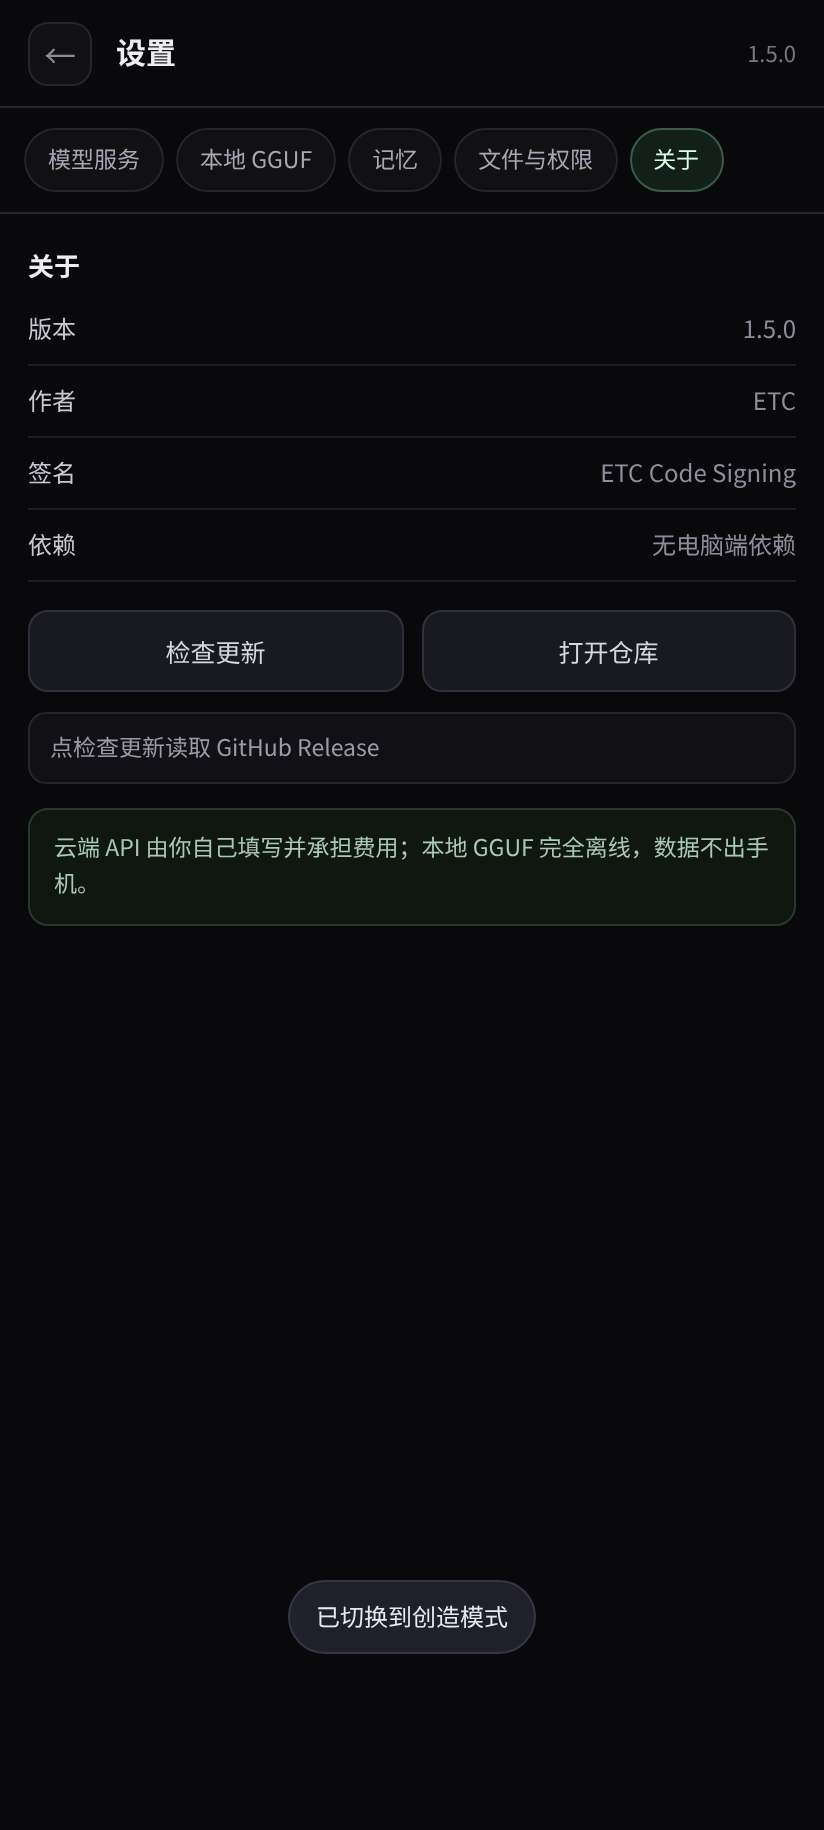 ← 设置 1.5.0
模型服务 本地 GGUF 记忆 文件与权限 关于
关于
版本 1.5.0
作者 ETC
签名 ETC Code Signing
依赖 无电脑端依赖
检查更新 打开仓库
点检查更新读取 GitHub Release
云端 API 由你自己填写并承担费用；本地 GGUF 完全离线，数据不出手
机。
已切换到创造模式